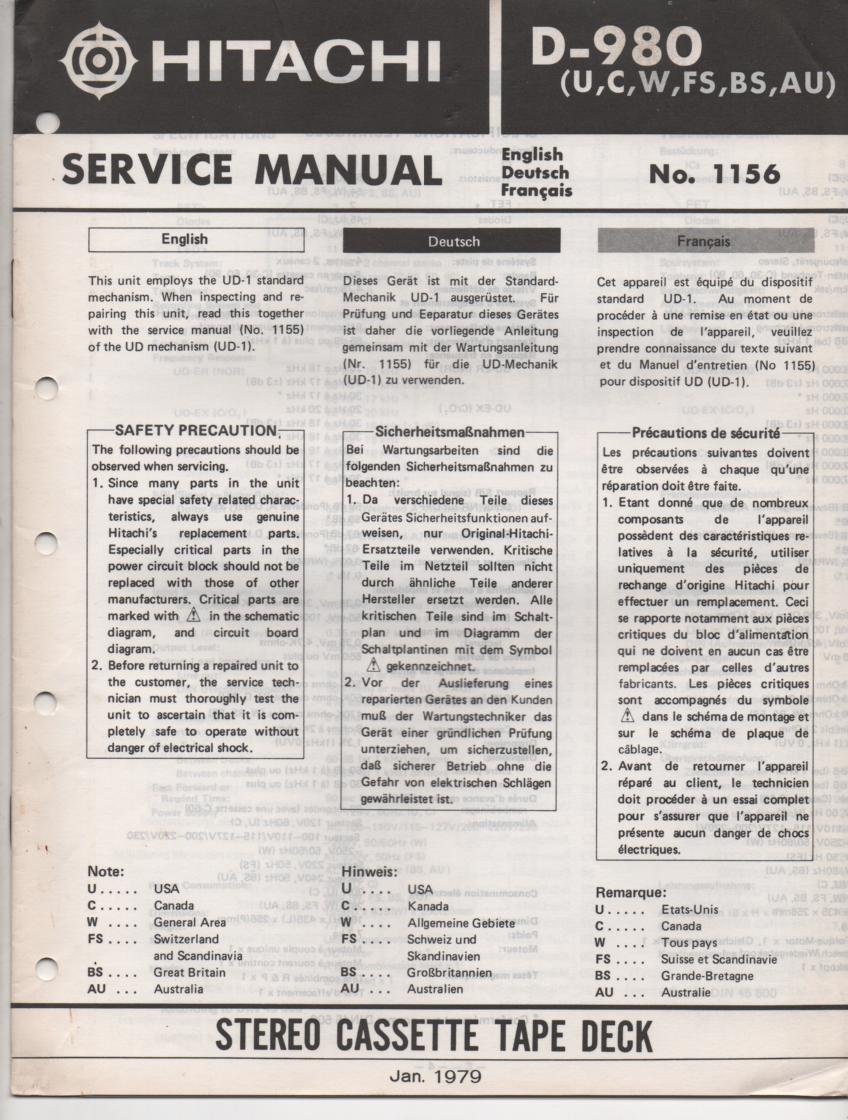 HITACHI
D-980
(U,C,W,FS,BS,AU)
SERVICE MANUAL
English
Deutsch
Français
No. 1156
English
This unit employs the UD-1 standard
mechanism. When inspecting and re-
pairing this unit, read this together
with the service manual (No. 1155)
of the UD mechanism (UD-1).
SAFETY PRECAUTION
The following precautions should be
observed when servicing.
1. Since many parts in the unit
have special safety related charac-
teristics, always use genuine
Hitachi's replacement parts.
Especially critical parts in the
power circuit block should not be
replaced with those of other
manufacturers. Critical parts are
marked with ⚠ in the schematic
diagram, and circuit board
diagram.
2. Before returning a repaired unit to
the customer, the service tech-
nician must thoroughly test the
unit to ascertain that it is com-
pletely safe to operate without
danger of electrical shock.
Note:
U ..... USA
C ..... Canada
W .... General Area
FS .... Switzerland
and Scandinavia
BS .... Great Britain
AU ... Australia
Deutsch
Dieses Gerät ist mit der Standard-
Mechanik UD-1 ausgerüstet. Für
Prüfung und Eeparatur dieses Gerätes
ist daher die vorliegende Anleitung
gemeinsam mit der Wartungsanleitung
(Nr. 1155) für die UD-Mechanik
(UD-1) zu verwenden.
Sicherheitsmaßnahmen
Bei Wartungsarbeiten sind die
folgenden Sicherheitsmaßnahmen zu
beachten:
1. Da verschiedene Teile dieses
Gerätes Sicherheitsfunktionen auf-
weisen, nur Original-Hitachi-
Ersatzteile verwenden. Kritische
Teile im Netzteil sollten nicht
durch ähnliche Teile anderer
Hersteller ersetzt werden. Alle
kritischen Teile sind im Schalt-
plan und im Diagramm der
Schaltplantinen mit dem Symbol
⚠ gekennzeichnet.
2. Vor der Auslieferung eines
reparierten Gerätes an den Kunden
muß der Wartungstechniker das
Gerät einer gründlichen Prüfung
unterziehen, um sicherzustellen,
daß sicherer Betrieb ohne die
Gefahr von elektrischen Schlägen
gewährleistet ist.
Hinweis:
U .... USA
C ..... Kanada
W .... Allgemeine Gebiete
FS .... Schweiz und
Skandinavien
BS .... Großbritannien
AU ... Australien
Français
Cet appareil est équipé du dispositif
standard UD-1. Au moment de
procéder à une remise en état ou une
inspection de l'appareil, veuillez
prendre connaissance du texte suivant
et du Manuel d'entretien (No 1155)
pour dispositif UD (UD-1).
Précautions de sécurité
Les précautions suivantes doivent
être observées à chaque qu'une
réparation doit être faite.
1. Etant donné que de nombreux
composants de l'appareil
possèdent des caractéristiques re-
latives à la sécurité, utiliser
uniquement des pièces de
rechange d'origine Hitachi pour
effectuer un remplacement. Ceci
se rapporte notamment aux pièces
critiques du bloc d'alimentation
qui ne doivent en aucun cas être
remplacées par celles d'autres
fabricants. Les pièces critiques
sont accompagnés du symbole
⚠ dans le schéma de montage et
sur le schéma de plaque de
câblage.
2. Avant de retourner l'appareil
réparé au client, le technicien
doit procéder à un essai complet
pour s'assurer que l'appareil ne
présente aucun danger de chocs
électriques.
Remarque:
U ..... Etats-Unis
C ..... Canada
W .... Tous pays
FS .... Suisse et Scandinavie
BS .... Grande-Bretagne
AU ... Australie
STEREO CASSETTE TAPE DECK
Jan. 1979